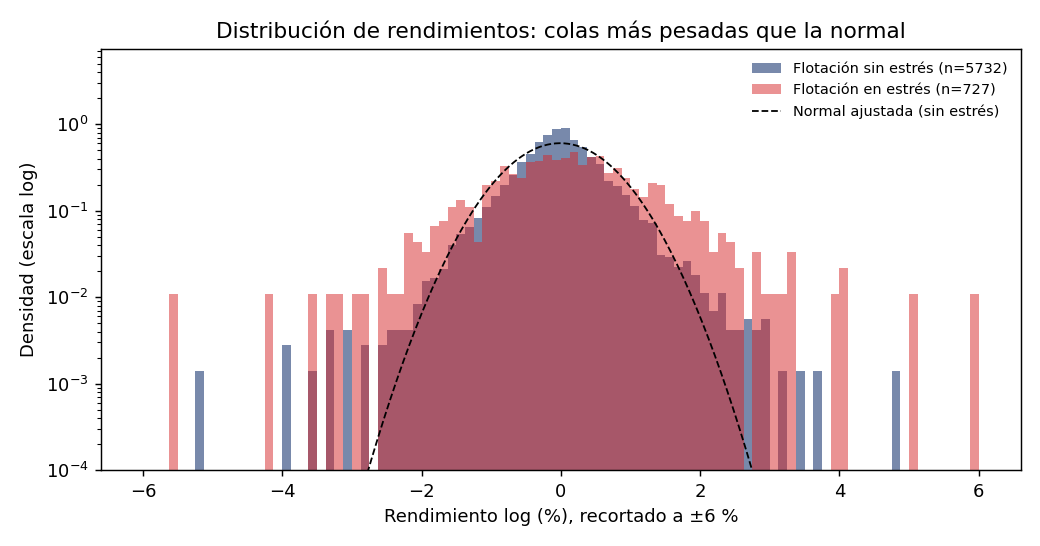 Distribución de rendimientos: colas más pesadas que la normal
Flotación sin estrés (n=5732)
Flotación en estrés (n=727)
Normal ajustada (sin estrés)
Densidad (escala log)
10⁰
10⁻¹
10⁻²
10⁻³
10⁻⁴
−6 −4 −2 0 2 4 6
Rendimiento log (%), recortado a ±6 %